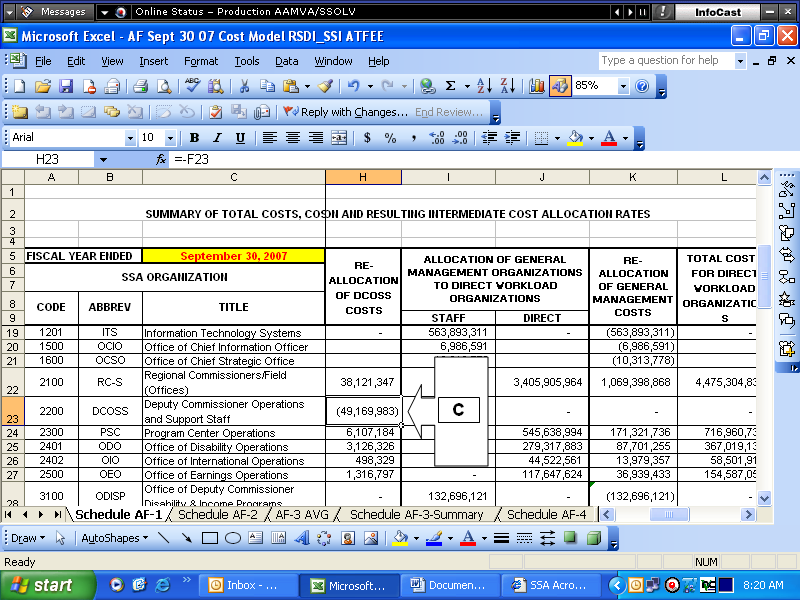 Messages Online Status – Production AAMVA/SSOLV InfoCast
Microsoft Excel - AF Sept 30 07 Cost Model RSDI_SSI ATFEE
File Edit View Insert Format Tools Data Window Help Type a question for help
85%
Reply with Changes... End Review...
Arial 10 B I U $ % ,
H23 fx =-F23
A B C H I J K L
1
2 SUMMARY OF TOTAL COSTS, COSON AND RESULTING INTERMEDIATE COST ALLOCATION RATES
3
4
5 FISCAL YEAR ENDED September 30, 2007
6 SSA ORGANIZATION
7
8 CODE ABBREV TITLE
9
RE-
ALLOCATION
OF DCOSS
COSTS
ALLOCATION OF GENERAL
MANAGEMENT ORGANIZATIONS
TO DIRECT WORKLOAD
ORGANIZATIONS
STAFF DIRECT
RE-
ALLOCATION
OF GENERAL
MANAGEMENT
COSTS
TOTAL COST
FOR DIRECT
WORKLOAD
ORGANIZATIO
S
19 1201 ITS Information Technology Systems - 563,893,311 - (563,893,311)
20 1500 OCIO Office of Chief Information Officer 6,986,591 (6,986,591)
21 1600 OCSO Office of Chief Strategic Office (10,313,778)
22 2100 RC-S Regional Commissioners/Field
(Offices) 38,121,347 3,405,905,964 1,069,398,868 4,475,304,83
23 2200 DCOSS Deputy Commissioner Operations
and Support Staff (49,169,983) C - - -
24 2300 PSC Program Center Operations 6,107,184 545,638,994 171,321,736 716,960,73
25 2401 ODO Office of Disability Operations 3,126,326 279,317,883 87,701,255 367,019,13
26 2402 OIO Office of International Operations 498,329 44,522,561 13,979,357 58,501,91
27 2500 OEO Office of Earnings Operations 1,316,797 - 117,647,624 36,939,433 154,587,05
28 3100 ODISP Office of Deputy Commissioner
Disability & Income Programs - 132,696,121 - (132,696,121) -
Schedule AF-1 Schedule AF-2 AF-3 AVG Schedule AF-3-Summary Schedule AF-4
Draw AutoShapes
Ready NUM
start Inbox - ... Microsoft... Documen... SSA Acro... 8:20 AM